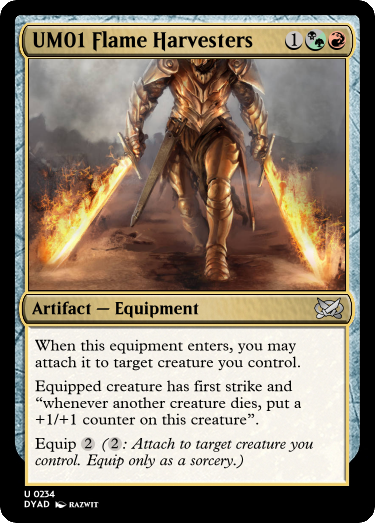 UM01 Flame Harvesters 1
Artifact — Equipment
When this equipment enters, you may
attach it to target creature you control.
Equipped creature has first strike and
“whenever another creature dies, put a
+1/+1 counter on this creature”.
Equip 2 (2: Attach to target creature you
control. Equip only as a sorcery.)
U 0234
DYAD RAZWIT